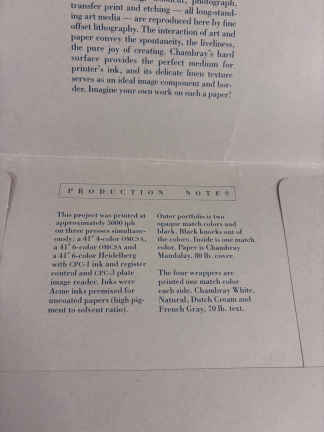 photograph,
transfer print and etching — all long-stand-
ing art media — are reproduced here by fine
offset lithography. The interaction of art and
paper convey the spontaneity, the liveliness,
the pure joy of creating. Chambray's hard
surface provides the perfect medium for
printer's ink, and its delicate linen texture
serves as an ideal image component and bor-
der. Imagine your own work on such a paper!
PRODUCTION NOTES
This project was printed at
approximately 5000 iph
on three presses simultane-
ously; a 41" 4-color OMCSA,
a 41" 6-color OMCSA and
a 41" 6-color Heidelberg
with CPC-1 ink and register
control and CPC-3 plate
image reader. Inks were
Acme inks premixed for
uncoated papers (high pig-
ment to solvent ratio).
Outer portfolio is two
opaque match colors and
black. Black knocks out of
the colors. Inside is one match
color. Paper is Chambray
Mandalay, 80 lb. cover.
The four wrappers are
printed one match color
each side. Chambray White,
Natural, Dutch Cream and
French Gray, 70 lb. text.